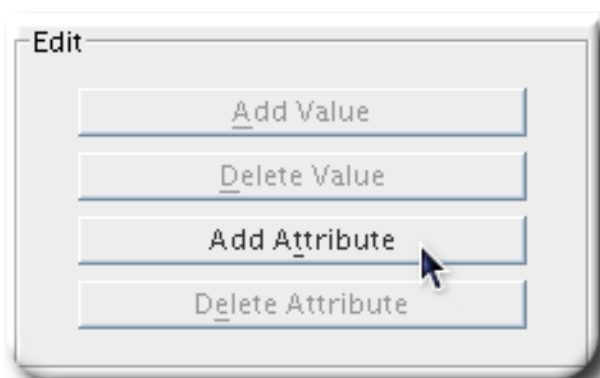 Edit
Add Value
Delete Value
Add Attribute
Delete Attribute